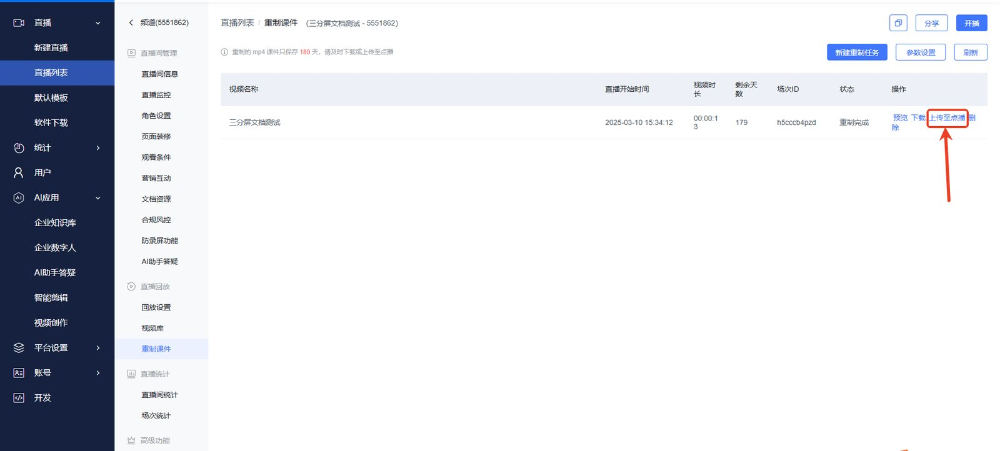 直播
新建直播
直播列表
默认模板
软件下载
统计
用户
AI应用
企业知识库
企业数字人
AI助手答疑
智能剪辑
视频创作
平台设置
账号
开发
频道(5551862)
直播间管理
直播间信息
直播监控
角色设置
页面装修
观看条件
营销互动
文档资源
合规风控
防录屏功能
AI助手答疑
直播回放
回放设置
视频库
重制课件
直播统计
直播间统计
场次统计
高级功能
直播列表 / 重制课件 (三分屏文档测试 - 5551862)
分享
开播
重制的 mp4 课件只保存 180 天，请及时下载或上传至点播
新建重制任务
参数设置
刷新
视频名称 直播开始时间 视频时长 剩余天数 场次ID 状态 操作
三分屏文档测试 2025-03-10 15:34:12 00:00:13 179 h5cccb4pzd 重制完成 预览 下载 上传至点播 删除